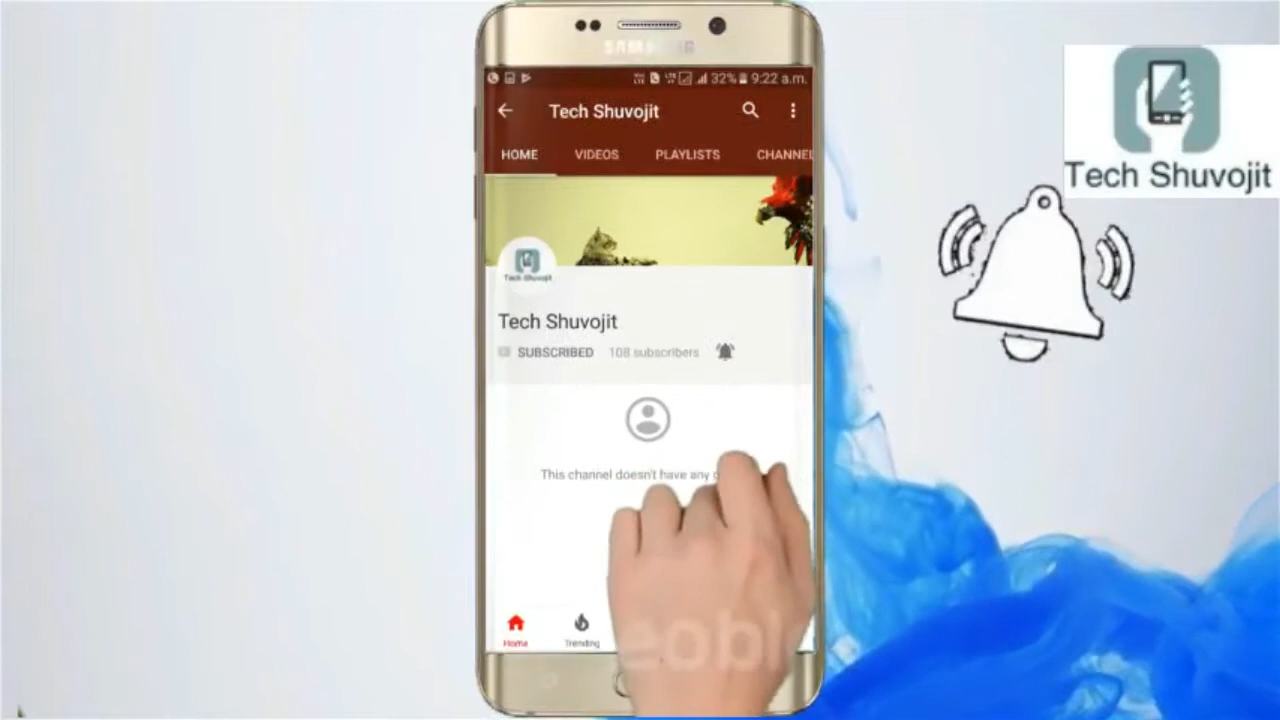 SAMSUNG
32% 9:22 a.m.
Tech Shuvojit
HOME VIDEOS PLAYLISTS CHANNEL
Tech Shuvojit
Tech Shuvojit
Tech Shuvojit
SUBSCRIBED 108 subscribers
This channel doesn't have any
Home Trending